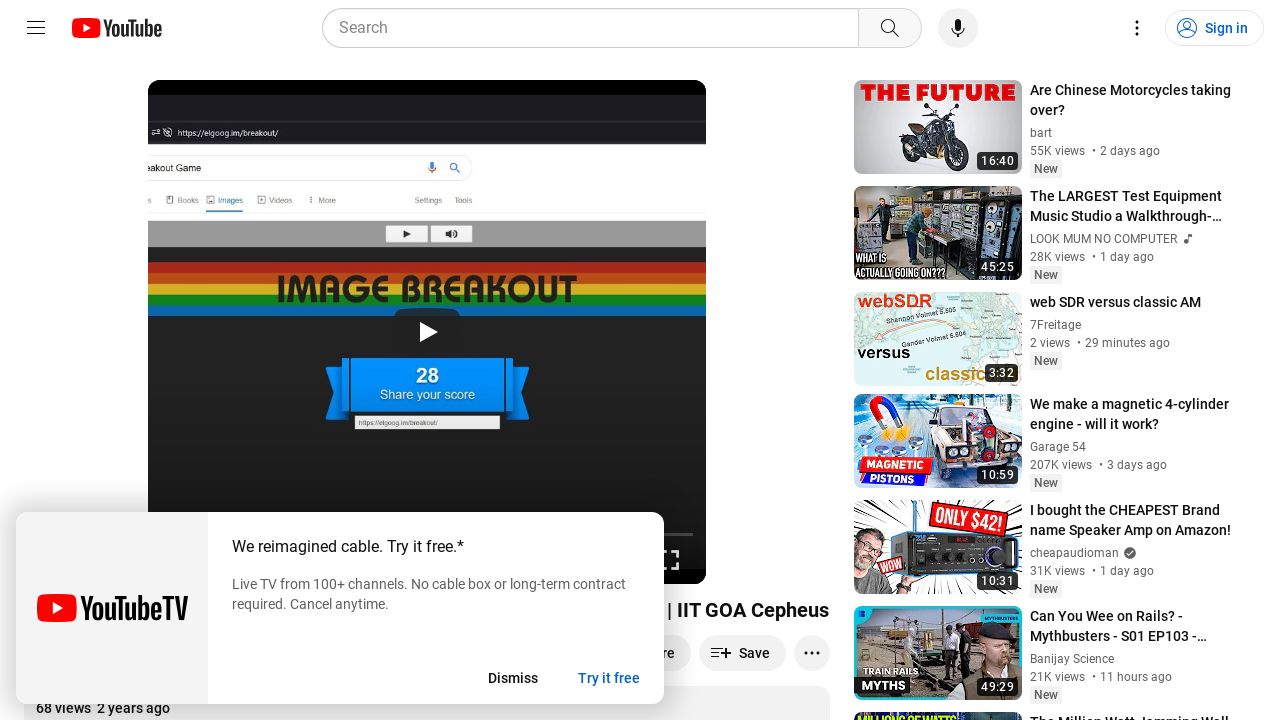 YouTube
Search
Sign in
https://elgoog.im/breakout/
eakout Game
Books
Images
Videos
More
Settings
Tools
IMAGE BREAKOUT
28
Share your score
https://elgoog.im/breakout/
| IIT GOA Cepheus
re
Save
68 views 2 years ago
YouTubeTV
We reimagined cable. Try it free.*
Live TV from 100+ channels. No cable box or long-term contract
required. Cancel anytime.
Dismiss
Try it free
THE FUTURE
16:40
Are Chinese Motorcycles taking
over?
bart
55K views • 2 days ago
New
WHAT IS
ACTUALLY GOING ON???
45:25
The LARGEST Test Equipment
Music Studio a Walkthrough-…
LOOK MUM NO COMPUTER
28K views • 1 day ago
New
webSDR
Shannon Volmet 5.505
Gander Volmet 6.604
versus
classic
3:32
web SDR versus classic AM
7Freitage
2 views • 29 minutes ago
New
MAGNETIC
PISTONS
10:59
We make a magnetic 4-cylinder
engine - will it work?
Garage 54
207K views • 3 days ago
New
ONLY $42!
WOW
10:31
I bought the CHEAPEST Brand
name Speaker Amp on Amazon!
cheapaudioman
31K views • 1 day ago
New
MYTHBUSTERS
TRAIN RAILS
MYTHS
49:29
Can You Wee on Rails? -
Mythbusters - S01 EP103 -…
Banijay Science
21K views • 11 hours ago
New
MILLIONS OF WATTS
The Million Watt Jamming Wall